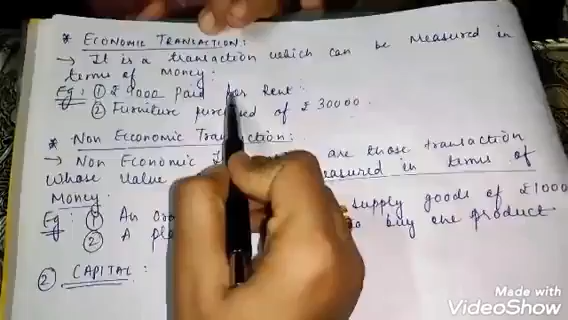 * ECONOMIC TRANSACTION:
→ It is a transaction which can be Measured in
terms of Money:
Eg: ① ₹ 9000 paid for Rent:
② Furniture purchased of ₹ 30000.
* NON ECONOMIC TRANSACTION:
→ NON ECONOMIC are those transaction
whose value measured in terms of
Money:
Eg: ① An supply goods of ₹1000
② A buy one product
② CAPITAL:
Made with
VideoShow!